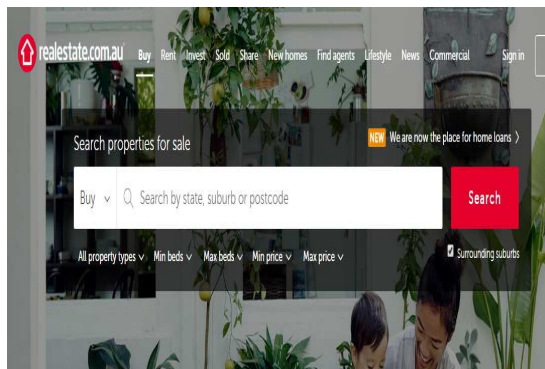 realestate.com.au Buy Rent Invest Sold Share New homes Find agents Lifestyle News Commercial Sign in
Search properties for sale
NEW We are now the place for home loans
Buy Search by state, suburb or postcode Search
All property types Min beds Max beds Min price Max price Surrounding suburbs